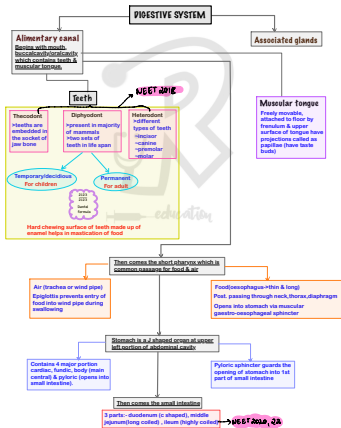 DIGESTIVE SYSTEM
Alimentary canal
Begins with mouth,
buccalcavity/oralcavity
which contains teeth &
muscular tongue.
Associated glands
Teeth
NEET 2018
Thecodont
>teeths are
embedded in
the socket of
jaw bone
Diphyodont
>present in majority
of mammals
>two sets of
teeth in life span
Heterodont
>different
types of teeth
-incisor
-canine
-premolar
-molar
Muscular tongue
Freely movable,
attached to floor by
frenulum & upper
surface of tongue have
projections called as
papillae (have taste
buds)
Temporary/decidious
For children
Permanent
For adult
Dental
formula
Hard chewing surface of teeth made up of
enamel helps in mastication of food
education
Then comes the short pharynx which is
common passage for food & air
Air (trachea or wind pipe)
Epiglottis prevents entry of
food into wind pipe during
swallowing
Food(oesophagus->thin & long)
Post. passing through neck,thorax,diaphragm
Opens into stomach via muscular
gaestro-oesophageal sphincter
Stomach is a J shaped organ at upper
left portion of abdominal cavity
Contains 4 major portion
cardiac, fundic, body (main
central) & pyloric (opens into
small intestine).
Pyloric sphincter guards the
opening of stomach into 1st
part of small intestine
Then comes the small intestine
3 parts:- duodenum (c shaped), middle
jejunum(long coiled) , ileum (highly coiled)
NEET 2020, 22